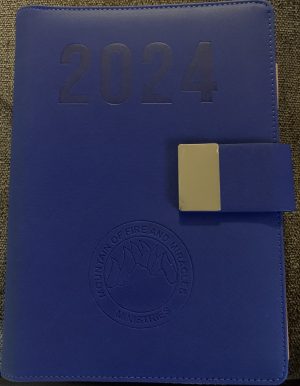 2024
MOUNTAIN OF FIRE AND MIRACLES
MINISTRIES